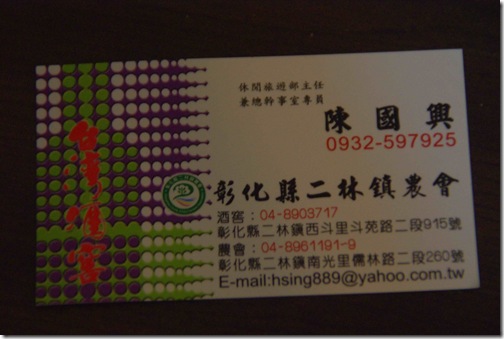 休閒旅遊部主任
兼總幹事室專員
陳國興
0932-597925
彰化縣二林鎮農會
酒窖：04-8903717
彰化縣二林鎮西斗里斗苑路二段915號
農會：04-8961191-9
彰化縣二林鎮南光里儒林路二段260號
E-mail:hsing889@yahoo.com.tw